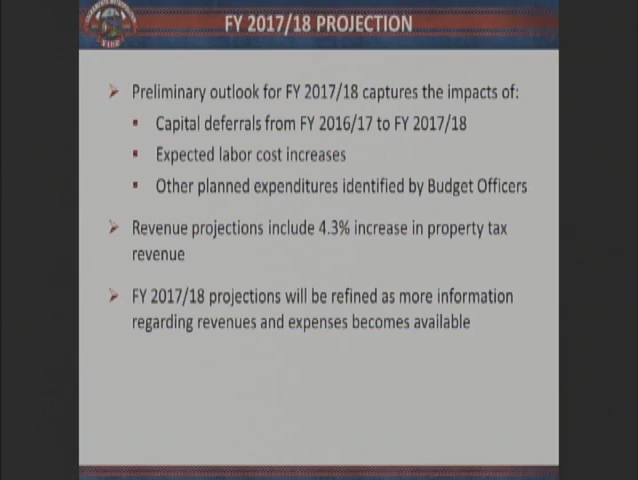 FY 2017/18 PROJECTION
Preliminary outlook for FY 2017/18 captures the impacts of:
Capital deferrals from FY 2016/17 to FY 2017/18
Expected labor cost increases
Other planned expenditures identified by Budget Officers
Revenue projections include 4.3% increase in property tax
revenue
FY 2017/18 projections will be refined as more information
regarding revenues and expenses becomes available